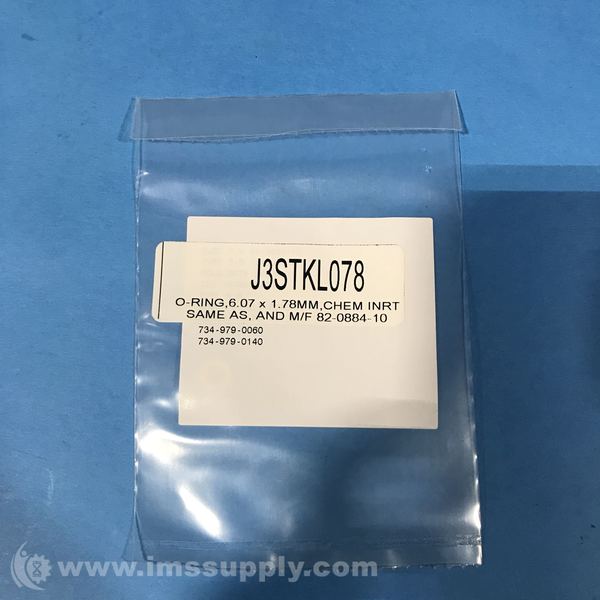 J3STKL078
O-RING,6.07 x 1.78MM,CHEM INRT
SAME AS, AND M/F 82-0884-10
734-979-0060
734-979-0140
www.imssupply.com